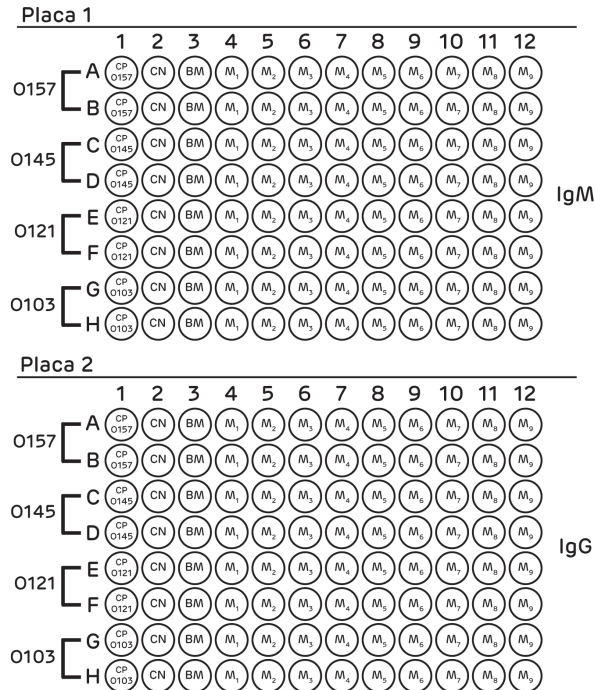 Placa 1
1 2 3 4 5 6 7 8 9 10 11 12
O157
A CP O157 CN BM M₁ M₂ M₃ M₄ M₅ M₆ M₇ M₈ M₉
B CP O157 CN BM M₁ M₂ M₃ M₄ M₅ M₆ M₇ M₈ M₉
O145
C CP O145 CN BM M₁ M₂ M₃ M₄ M₅ M₆ M₇ M₈ M₉
D CP O145 CN BM M₁ M₂ M₃ M₄ M₅ M₆ M₇ M₈ M₉
IgM
O121
E CP O121 CN BM M₁ M₂ M₃ M₄ M₅ M₆ M₇ M₈ M₉
F CP O121 CN BM M₁ M₂ M₃ M₄ M₅ M₆ M₇ M₈ M₉
O103
G CP O103 CN BM M₁ M₂ M₃ M₄ M₅ M₆ M₇ M₈ M₉
H CP O103 CN BM M₁ M₂ M₃ M₄ M₅ M₆ M₇ M₈ M₉
Placa 2
1 2 3 4 5 6 7 8 9 10 11 12
O157
A CP O157 CN BM M₁ M₂ M₃ M₄ M₅ M₆ M₇ M₈ M₉
B CP O157 CN BM M₁ M₂ M₃ M₄ M₅ M₆ M₇ M₈ M₉
O145
C CP O145 CN BM M₁ M₂ M₃ M₄ M₅ M₆ M₇ M₈ M₉
D CP O145 CN BM M₁ M₂ M₃ M₄ M₅ M₆ M₇ M₈ M₉
IgG
O121
E CP O121 CN BM M₁ M₂ M₃ M₄ M₅ M₆ M₇ M₈ M₉
F CP O121 CN BM M₁ M₂ M₃ M₄ M₅ M₆ M₇ M₈ M₉
O103
G CP O103 CN BM M₁ M₂ M₃ M₄ M₅ M₆ M₇ M₈ M₉
H CP O103 CN BM M₁ M₂ M₃ M₄ M₅ M₆ M₇ M₈ M₉